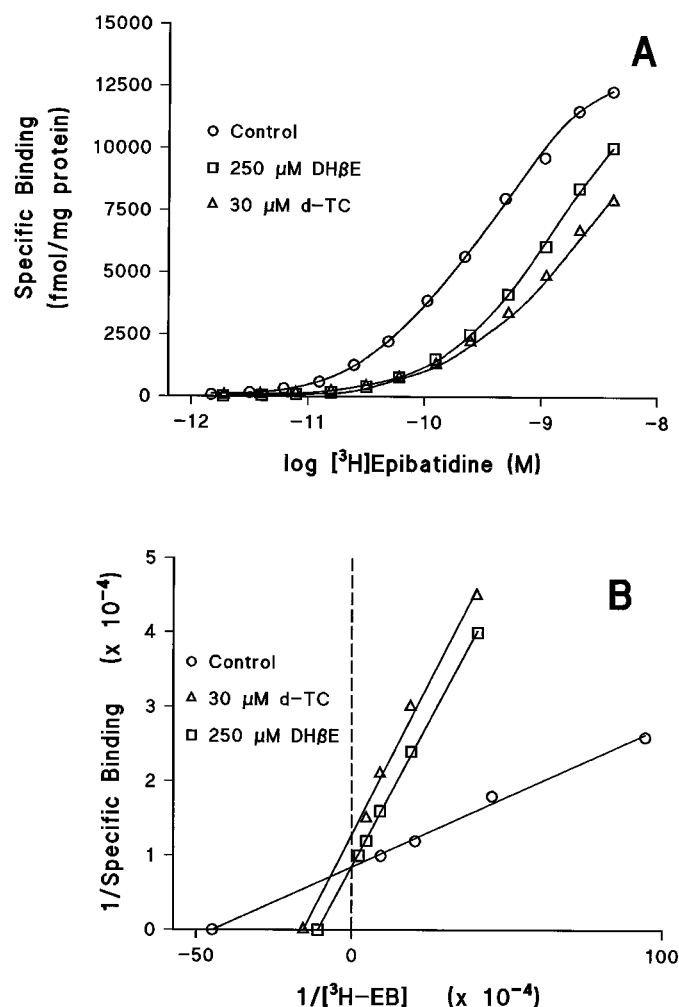 A
15000
12500
10000
7500
5000
2500
0
Specific Binding
(fmol/mg protein)
Control
250 μM DHβE
30 μM d-TC
-12
-11
-10
-9
-8
log [³H]Epibatidine (M)
B
5
4
3
2
1
0
1/Specific Binding (x 10⁻⁴)
Control
30 μM d-TC
250 μM DHβE
-50
0
100
1/[³H-EB] (x 10⁻⁴)